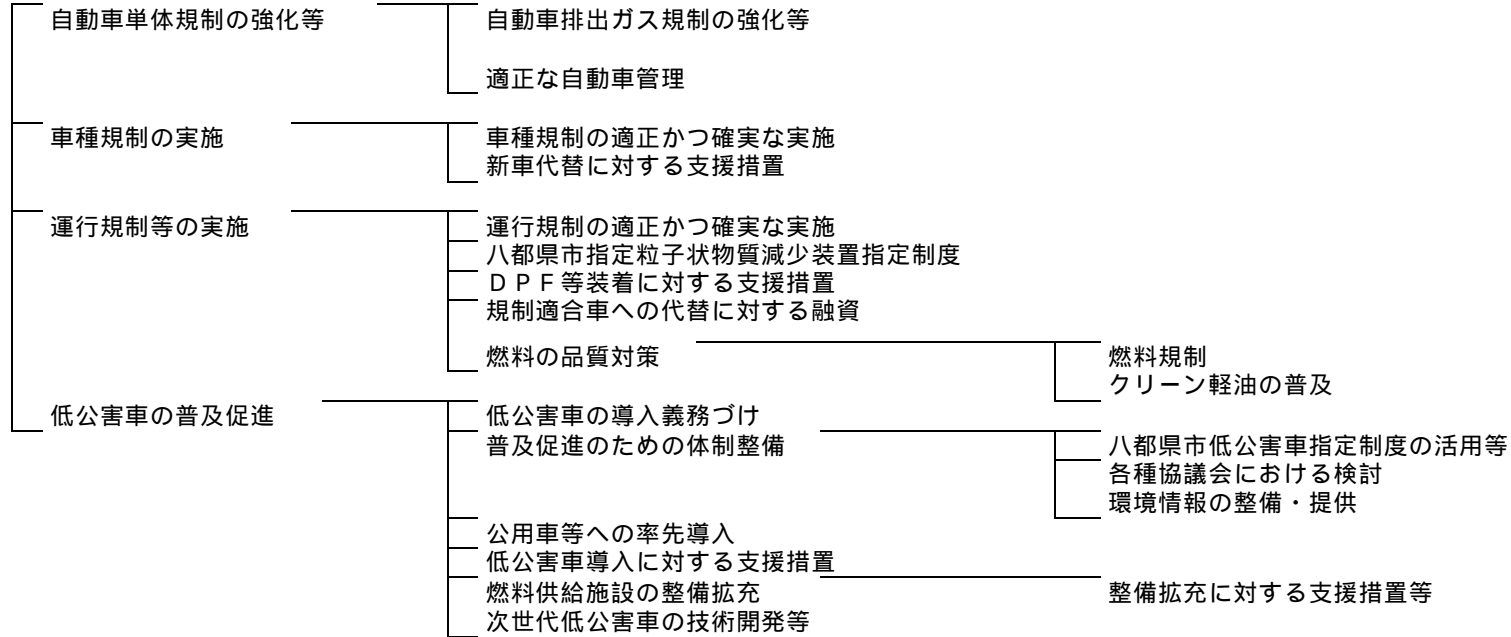 自動車単体規制の強化等
自動車排出ガス規制の強化等
適正な自動車管理
車種規制の実施
車種規制の適正かつ確実な実施
新車代替に対する支援措置
運行規制等の実施
運行規制の適正かつ確実な実施
八都県市指定粒子状物質減少装置指定制度
ＤＰＦ等装着に対する支援措置
規制適合車への代替に対する融資
燃料の品質対策
燃料規制
クリーン軽油の普及
低公害車の普及促進
低公害車の導入義務づけ
普及促進のための体制整備
八都県市低公害車指定制度の活用等
各種協議会における検討
環境情報の整備・提供
公用車等への率先導入
低公害車導入に対する支援措置
燃料供給施設の整備拡充
整備拡充に対する支援措置等
次世代低公害車の技術開発等